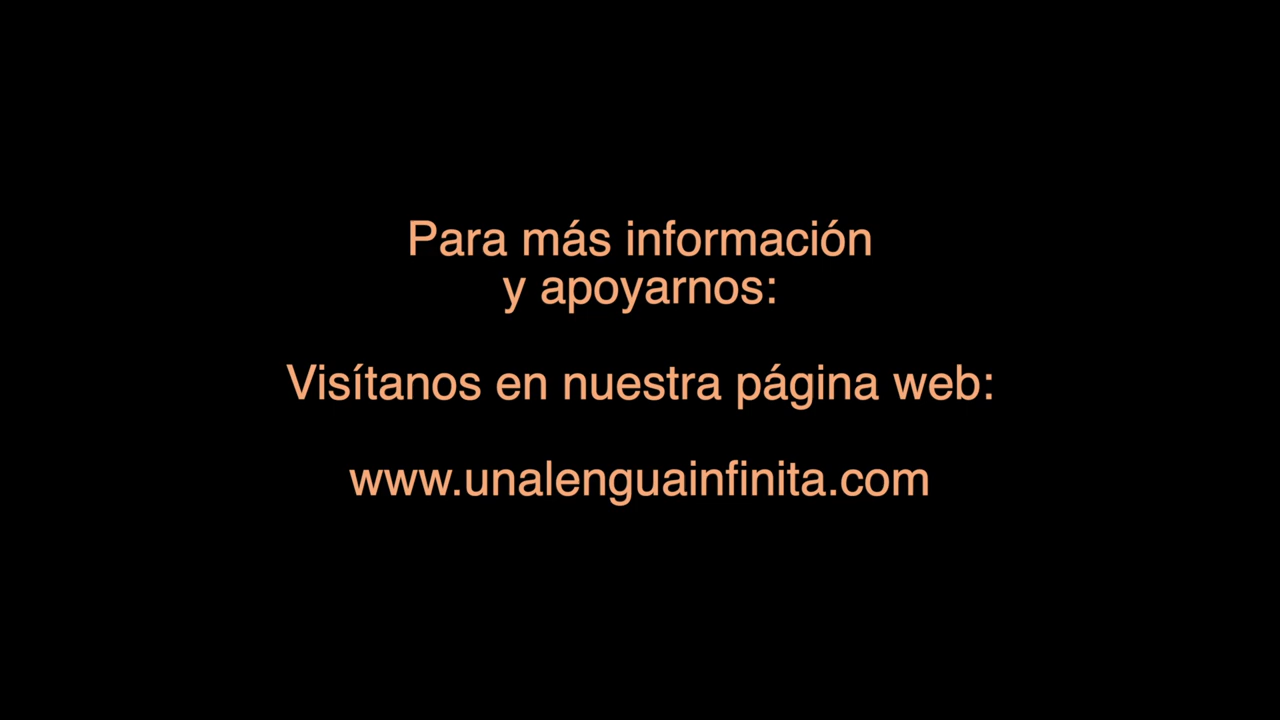 Para más información
y apoyarnos:
Visítanos en nuestra página web:
www.unalenguainfinita.com